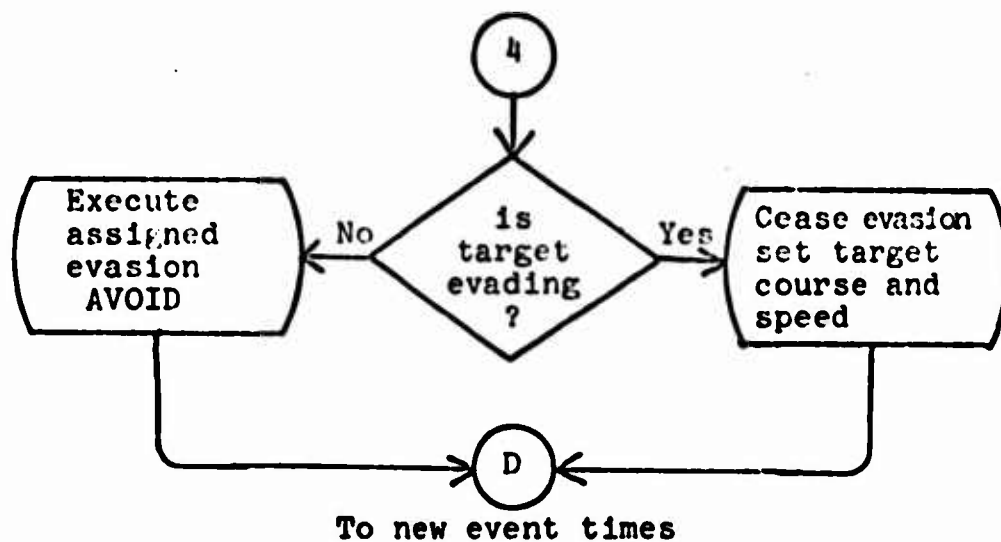 4
is
target
evading
?
No
Execute
assigned
evasion
AVOID
Yes
Cease evasion
set target
course and
speed
D
To new event times